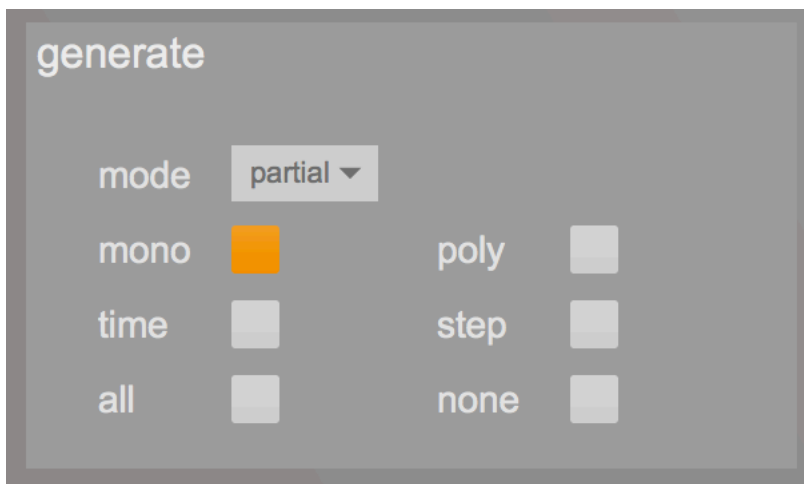 generate
mode partial
mono poly
time step
all none